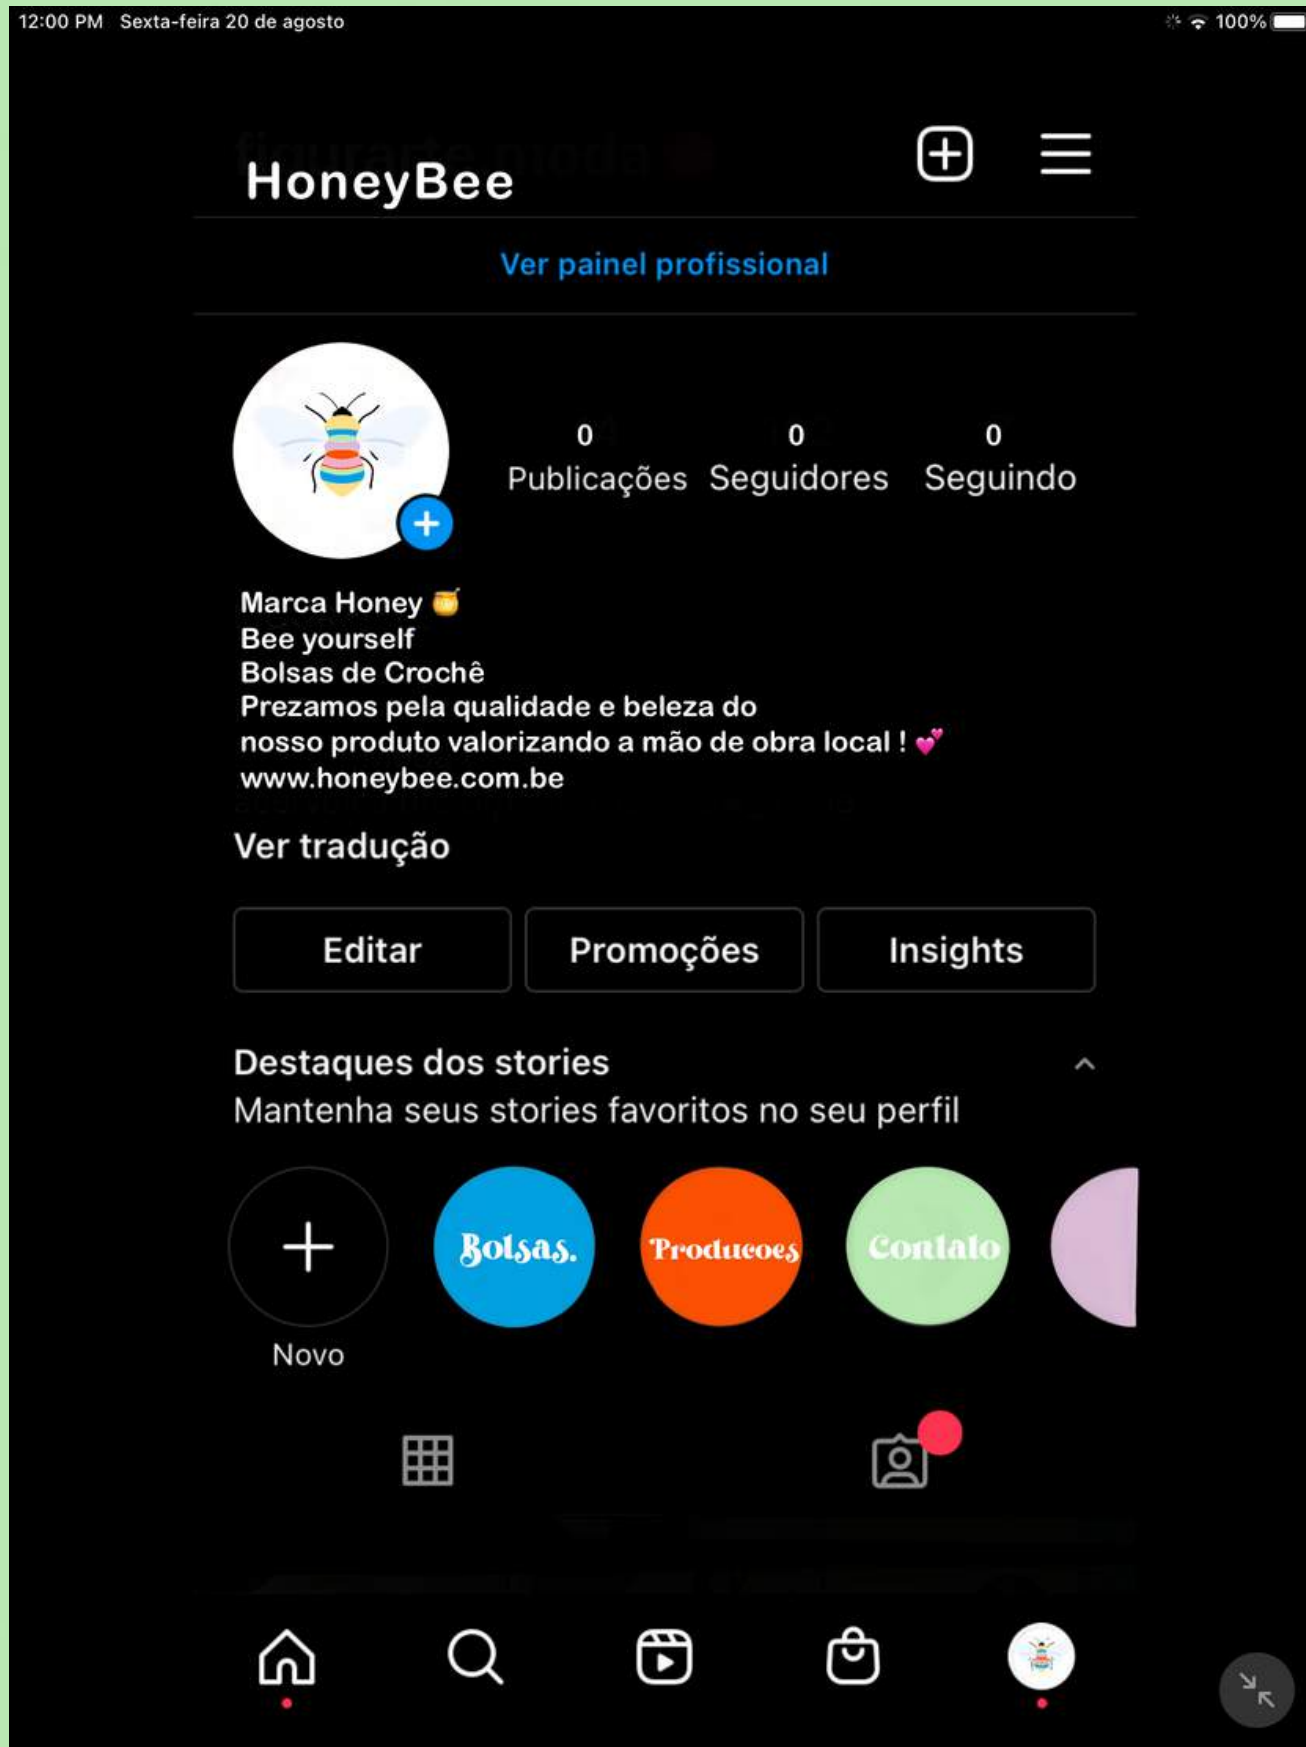 12:00 PM Sexta-feira 20 de agosto 100%
HoneyBee
Ver painel profissional
0 0 0
Publicações Seguidores Seguindo
Marca Honey 🍯
Bee yourself
Bolsas de Crochê
Prezamos pela qualidade e beleza do
nosso produto valorizando a mão de obra local ! 💕
www.honeybee.com.be
Ver tradução
Editar Promoções Insights
Destaques dos stories
Mantenha seus stories favoritos no seu perfil
Bolsas. Producoes Contato
Novo